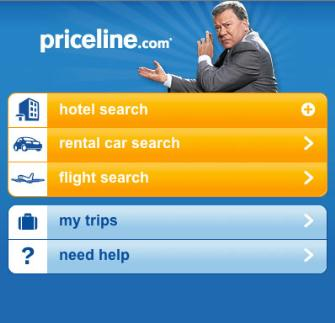 priceline.com®
hotel search
rental car search
flight search
my trips
? need help